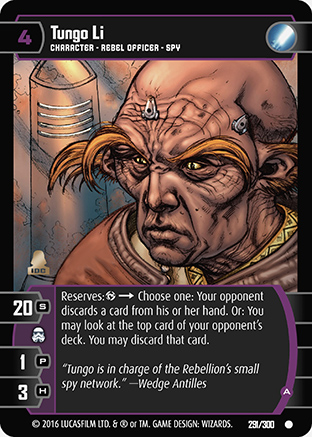 4
Tungo Li
CHARACTER · REBEL OFFICER · SPY
IDC
20 S
Reserves: → Choose one: Your opponent
discards a card from his or her hand. Or: You
may look at the top card of your opponent's
deck. You may discard that card.
1 P
3 H
"Tungo is in charge of the Rebellion's small
spy network." —Wedge Antilles
A
© 2016 LUCASFILM LTD. & ® or TM. GAME DESIGN: WIZARDS.
291/300